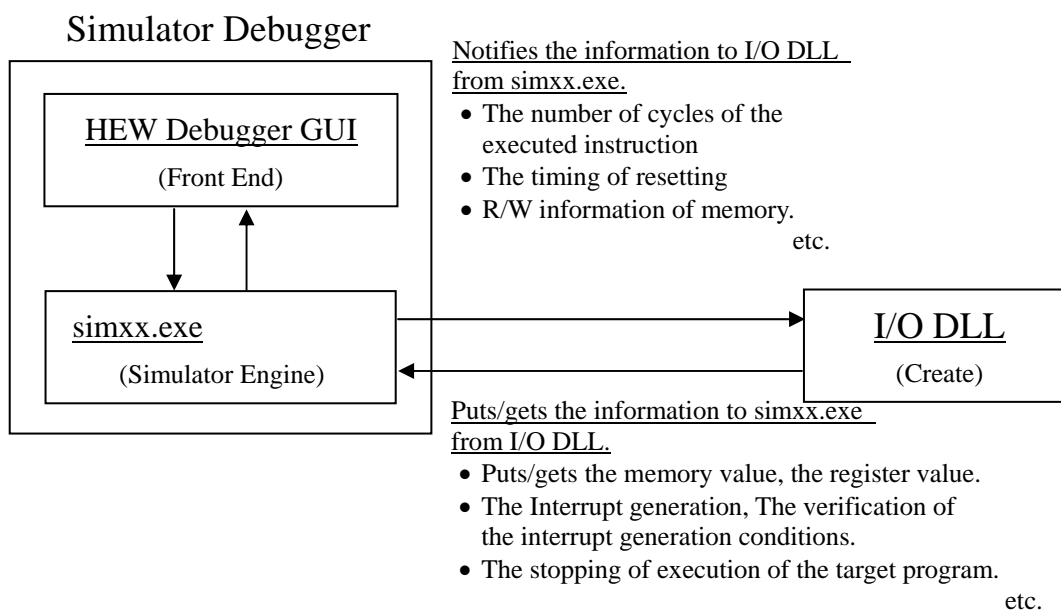 Simulator Debugger
HEW Debugger GUI
(Front End)
simxx.exe
(Simulator Engine)
Notifies the information to I/O DLL
from simxx.exe.
• The number of cycles of the
executed instruction
• The timing of resetting
• R/W information of memory.
etc.
I/O DLL
(Create)
Puts/gets the information to simxx.exe
from I/O DLL.
• Puts/gets the memory value, the register value.
• The Interrupt generation, The verification of
the interrupt generation conditions.
• The stopping of execution of the target program.
etc.